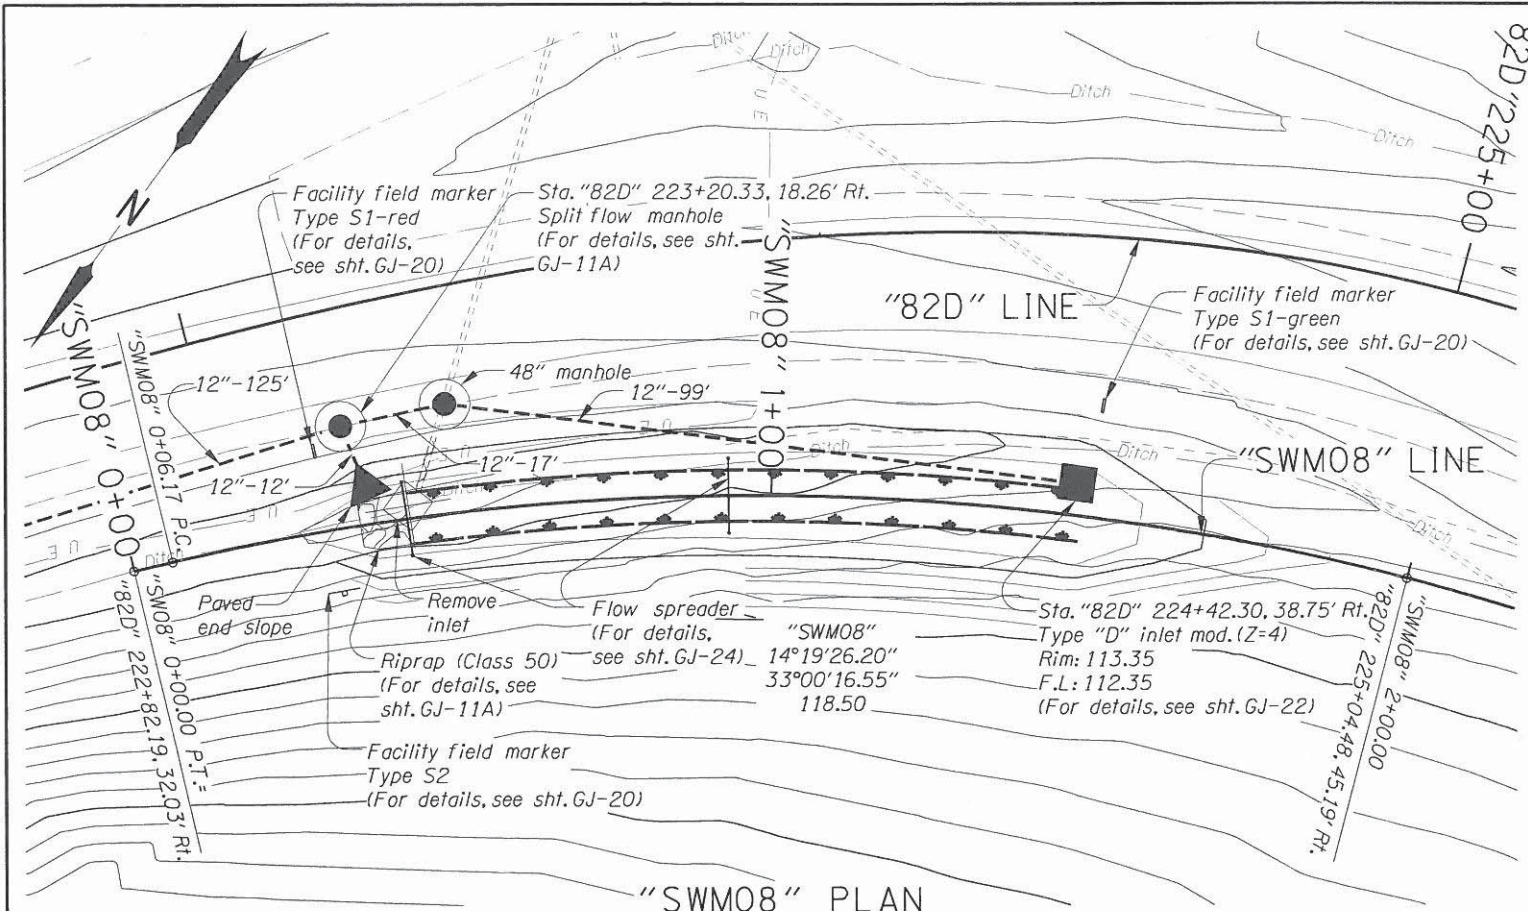 Ditch
Ditch
Ditch
Ditch
"82D" 225+00
U E
N
Facility field marker
Type S1-red
(For details,
see sht. GJ-20)
Sta. "82D" 223+20.33, 18.26' Rt.
Split flow manhole
(For details, see sht.
GJ-11A)
"SWM08" 1+00
"82D" LINE
Facility field marker
Type S1-green
(For details, see sht. GJ-20)
"SWM08" 0+00
"SWM08" 0+06.17 P.C.
12"-125'
48" manhole
12"-99'
12"-17'
12"-12'
U E
U E
U E
Ditch
Ditch
Ditch
Ditch
Ditch
"SWM08" LINE
Paved
end slope
Remove
inlet
Riprap (Class 50)
(For details, see
sht. GJ-11A)
Flow spreader
(For details,
see sht. GJ-24)
"SWM08"
14°19'26.20"
33°00'16.55"
118.50
Sta. "82D" 224+42.30, 38.75' Rt.
Type "D" inlet mod. (Z=4)
Rim: 113.35
F.L: 112.35
(For details, see sht. GJ-22)
"SWM08" 2+00.00
"82D" 225+04.48, 45.19' Rt.
"SW08" 0+00.00 P.T.=
"82D" 222+82.19, 32.03' Rt.
Facility field marker
Type S2
(For details, see sht. GJ-20)
"SWM08" PLAN